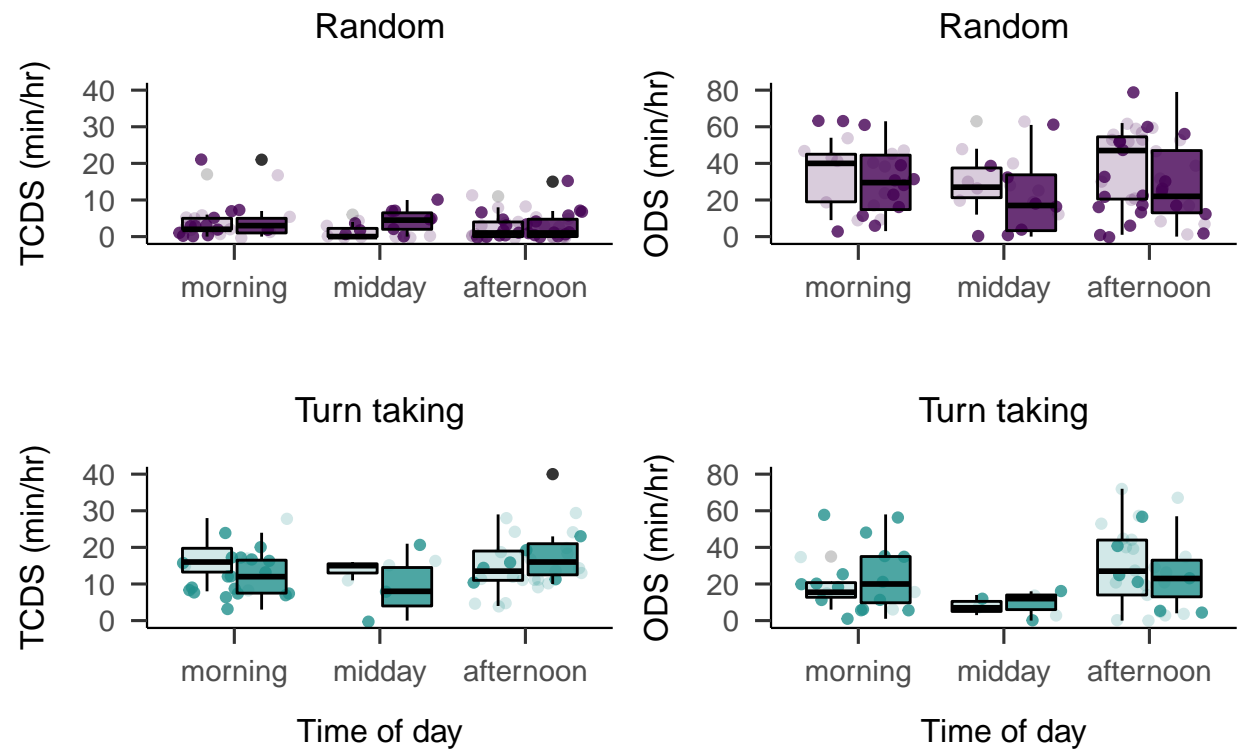 Random
TCDS (min/hr)
40
30
20
10
0
morning midday afternoon
Random
ODS (min/hr)
80
60
40
20
0
morning midday afternoon
Turn taking
TCDS (min/hr)
40
30
20
10
0
morning midday afternoon
Time of day
Turn taking
ODS (min/hr)
80
60
40
20
0
morning midday afternoon
Time of day